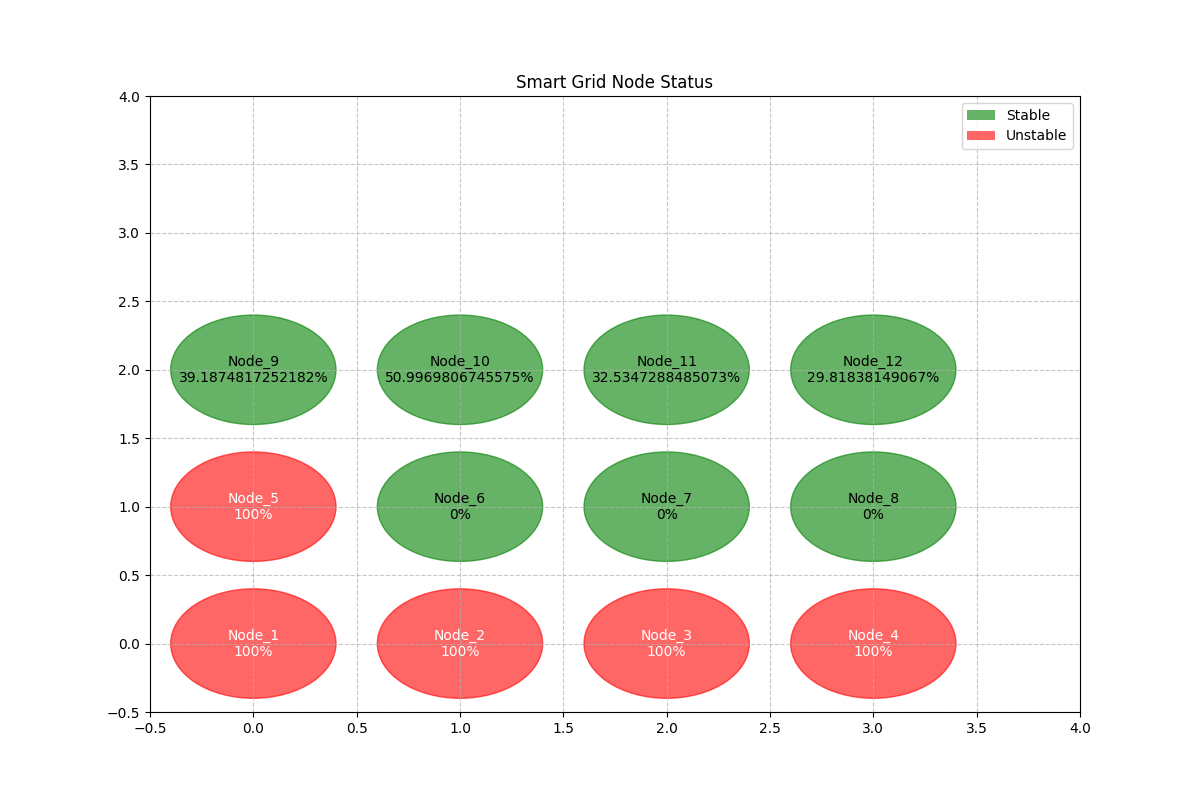 Smart Grid Node Status
4.0
Stable
Unstable
3.5
3.0
2.5
Node_9
39.1874817252182%
Node_10
50.9969806745575%
Node_11
32.5347288485073%
Node_12
29.81838149067%
2.0
1.5
Node_5
100%
Node_6
0%
Node_7
0%
Node_8
0%
1.0
0.5
Node_1
100%
Node_2
100%
Node_3
100%
Node_4
100%
0.0
−0.5
−0.5 0.0 0.5 1.0 1.5 2.0 2.5 3.0 3.5 4.0